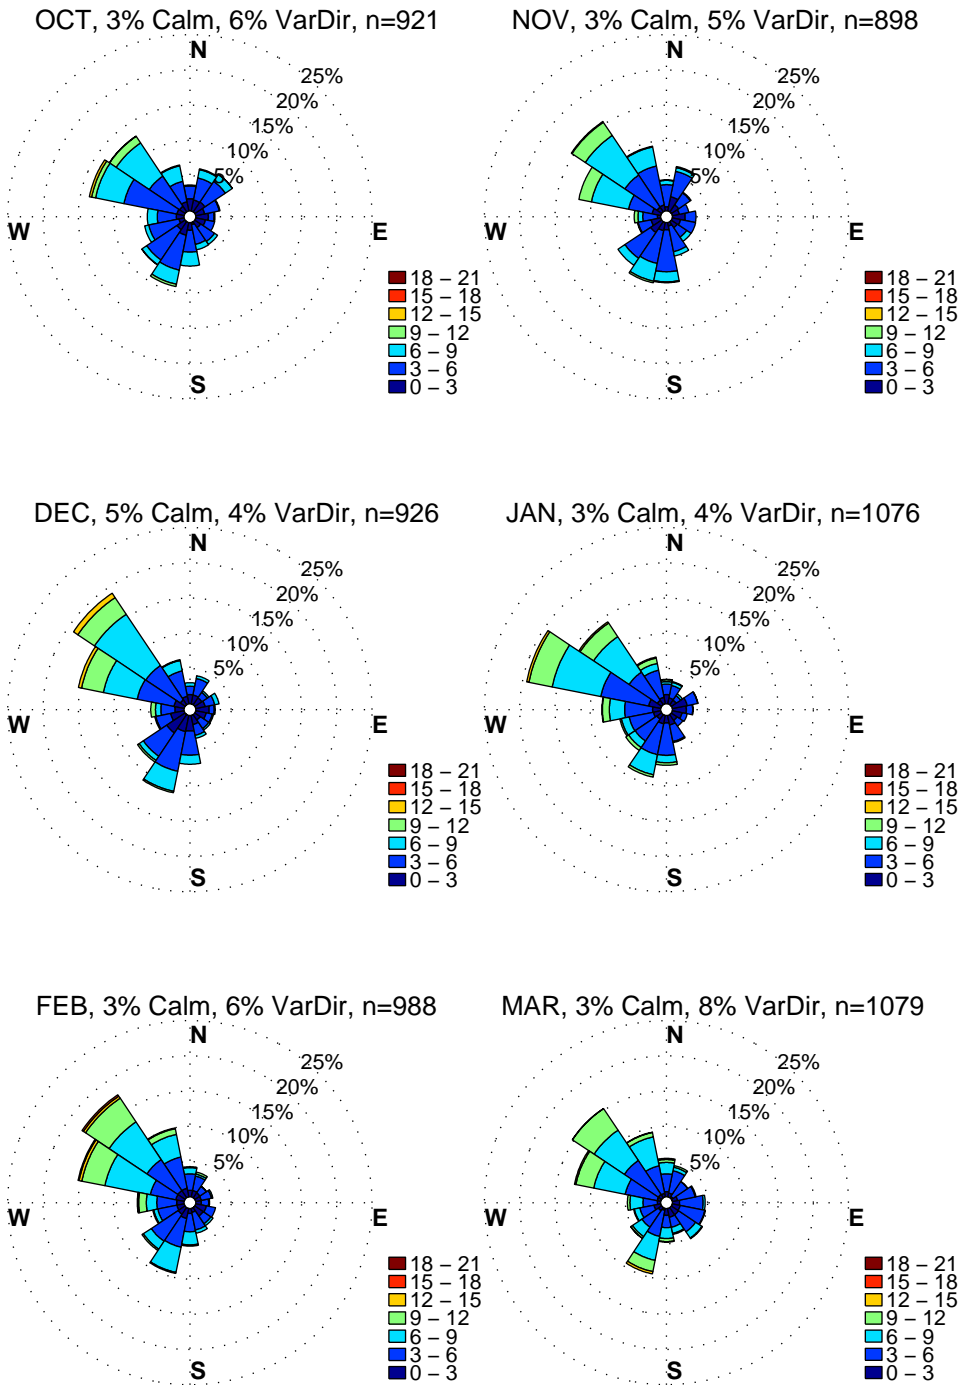 OCT, 3% Calm, 6% VarDir, n=921
N
25%
20%
15%
10%
5%
W
E
S
18 – 21
15 – 18
12 – 15
9 – 12
6 – 9
3 – 6
0 – 3
NOV, 3% Calm, 5% VarDir, n=898
N
25%
20%
15%
10%
5%
W
E
S
18 – 21
15 – 18
12 – 15
9 – 12
6 – 9
3 – 6
0 – 3
DEC, 5% Calm, 4% VarDir, n=926
N
25%
20%
15%
10%
5%
W
E
S
18 – 21
15 – 18
12 – 15
9 – 12
6 – 9
3 – 6
0 – 3
JAN, 3% Calm, 4% VarDir, n=1076
N
25%
20%
15%
10%
5%
W
E
S
18 – 21
15 – 18
12 – 15
9 – 12
6 – 9
3 – 6
0 – 3
FEB, 3% Calm, 6% VarDir, n=988
N
25%
20%
15%
10%
5%
W
E
S
18 – 21
15 – 18
12 – 15
9 – 12
6 – 9
3 – 6
0 – 3
MAR, 3% Calm, 8% VarDir, n=1079
N
25%
20%
15%
10%
5%
W
E
S
18 – 21
15 – 18
12 – 15
9 – 12
6 – 9
3 – 6
0 – 3